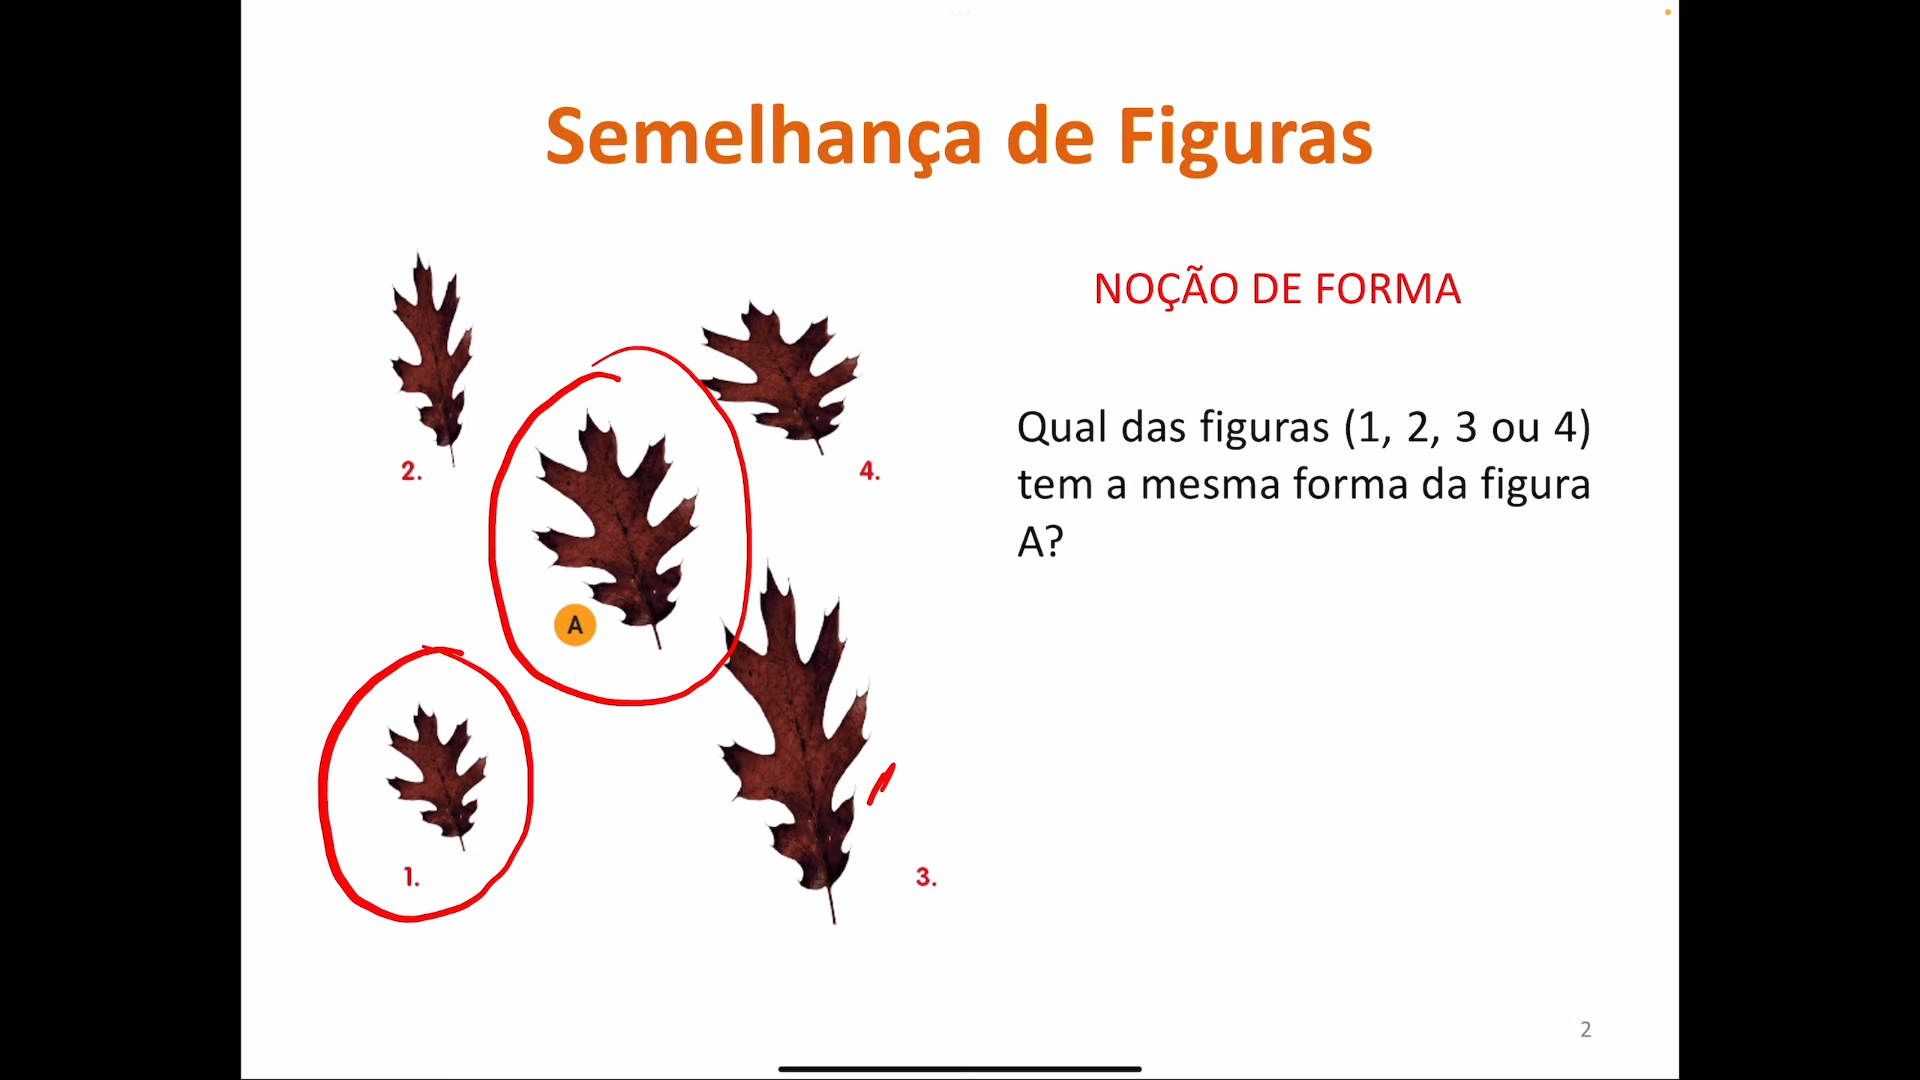 Semelhança de Figuras
NOÇÃO DE FORMA
Qual das figuras (1, 2, 3 ou 4)
tem a mesma forma da figura
A?
2.
4.
A
1.
3.
2